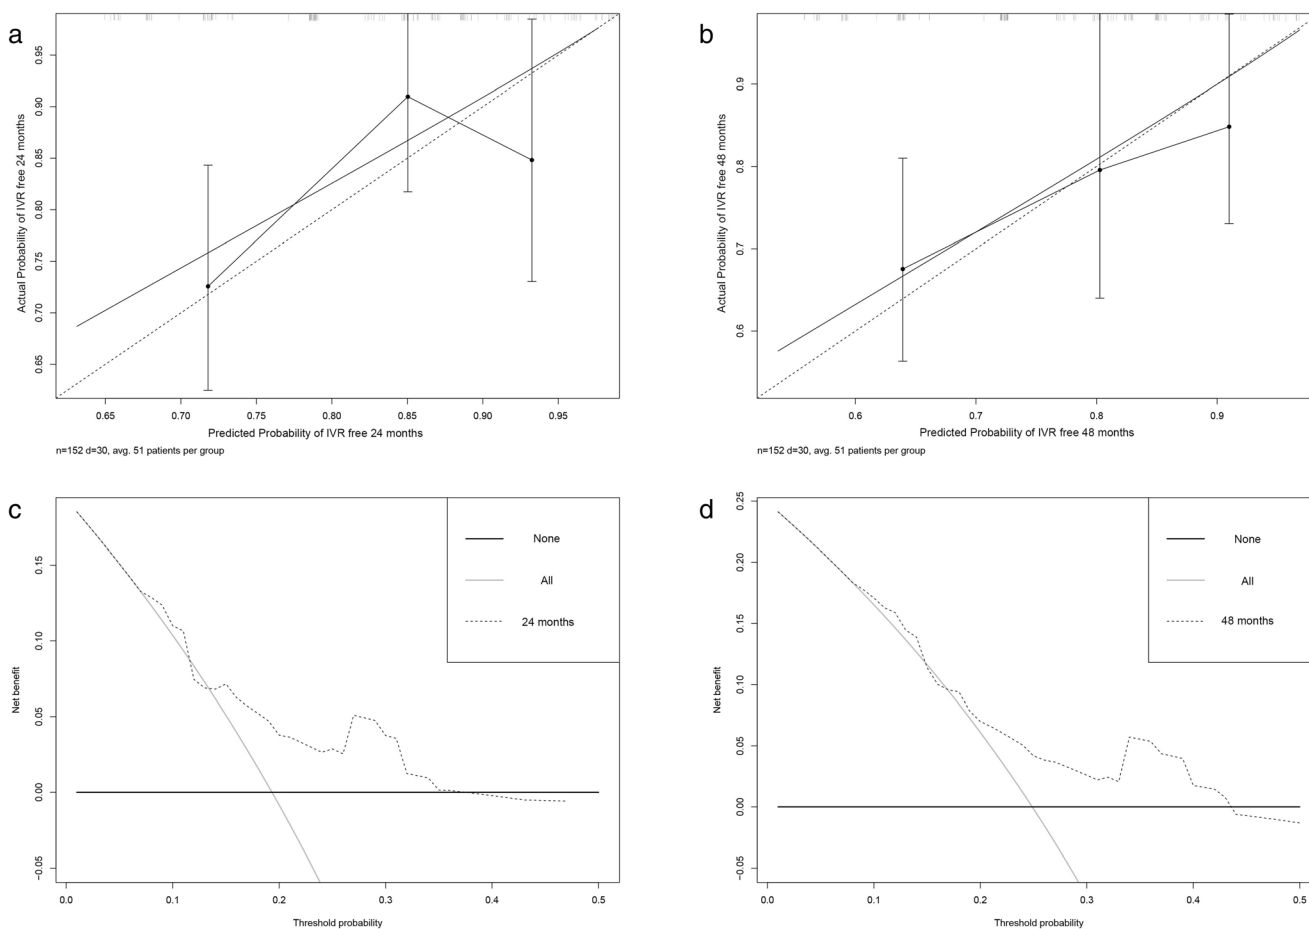 a
0.95
0.90
0.85
0.80
0.75
0.70
0.65
Actual Probability of IVR free 24 months
0.65 0.70 0.75 0.80 0.85 0.90 0.95
Predicted Probability of IVR free 24 months
n=152 d=30, avg. 51 patients per group
b
0.9
0.8
0.7
0.6
Actual Probability of IVR free 48 months
0.6 0.7 0.8 0.9
Predicted Probability of IVR free 48 months
n=152 d=30, avg. 51 patients per group
c
0.15
0.10
0.05
0.00
−0.05
Net benefit
None
All
24 months
0.0 0.1 0.2 0.3 0.4 0.5
Threshold probability
d
0.25
0.20
0.15
0.10
0.05
0.00
−0.05
Net benefit
None
All
48 months
0.0 0.1 0.2 0.3 0.4 0.5
Threshold probability